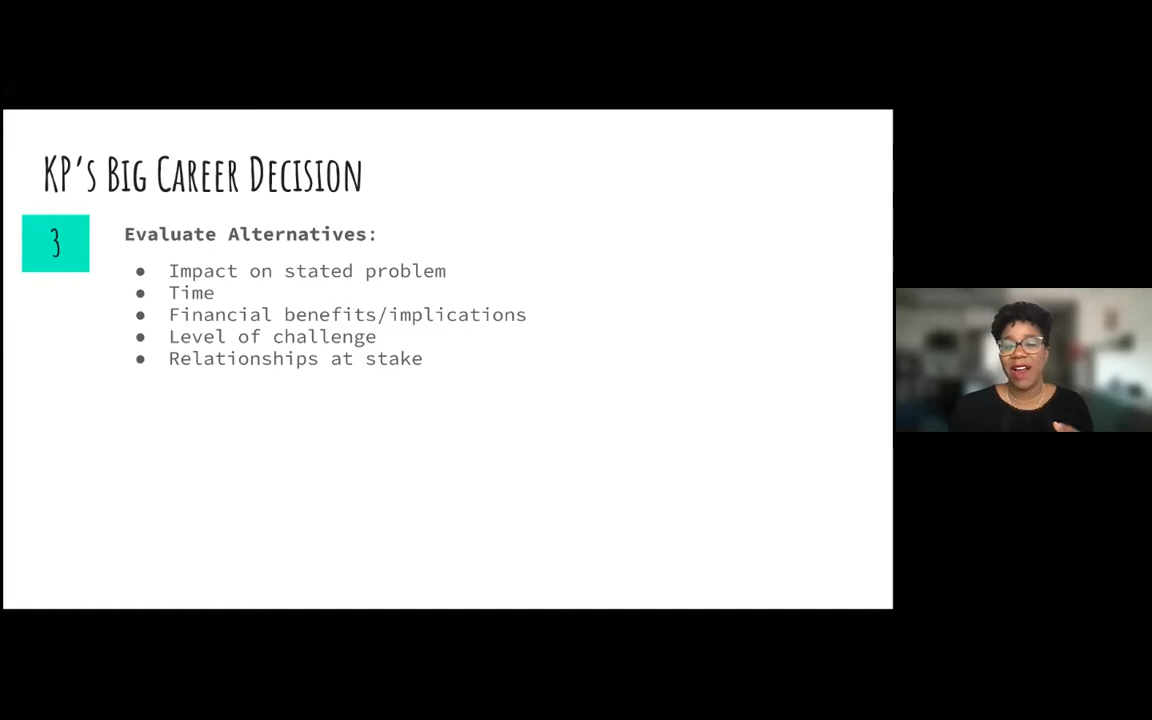 KP's Big Career Decision
3
Evaluate Alternatives:
● Impact on stated problem
● Time
● Financial benefits/implications
● Level of challenge
● Relationships at stake